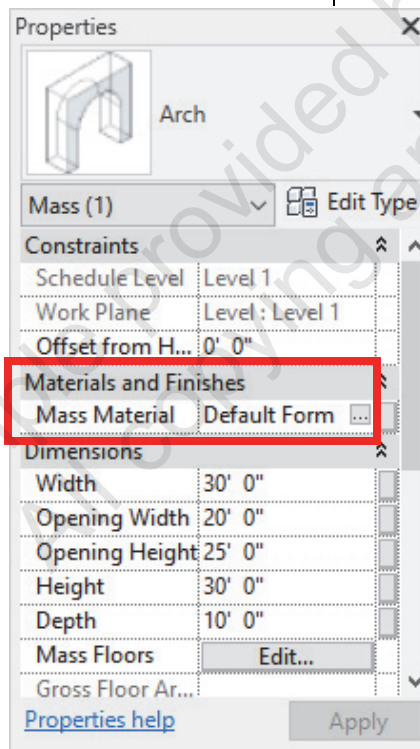 Properties
Arch
Mass (1) Edit Type
Constraints
Schedule Level Level 1
Work Plane Level : Level 1
Offset from H... 0' 0"
Materials and Finishes
Mass Material Default Form ...
Dimensions
Width 30' 0"
Opening Width 20' 0"
Opening Height 25' 0"
Height 30' 0"
Depth 10' 0"
Mass Floors Edit...
Gross Floor Ar...
Properties help Apply